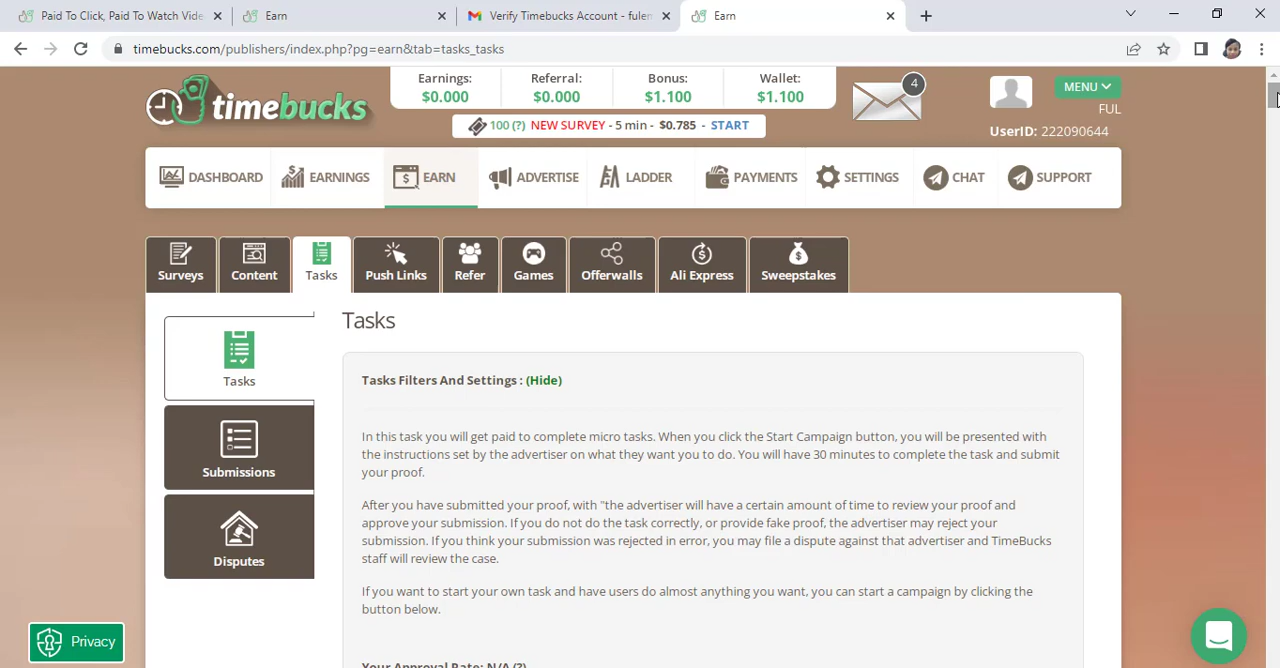 Paid To Click, Paid To Watch Vide
Earn
Verify Timebucks Account - fulem
Earn
timebucks.com/publishers/index.php?pg=earn&tab=tasks_tasks
timebucks
Earnings: Referral: Bonus: Wallet:
$0.000 $0.000 $1.100 $1.100
100 (?) NEW SURVEY - 5 min - $0.785 - START
4
MENU
FUL
UserID: 222090644
DASHBOARD EARNINGS EARN ADVERTISE LADDER PAYMENTS SETTINGS CHAT SUPPORT
Surveys Content Tasks Push Links Refer Games Offerwalls Ali Express Sweepstakes
Tasks
Submissions
Disputes
Tasks
Tasks Filters And Settings : (Hide)
In this task you will get paid to complete micro tasks. When you click the Start Campaign button, you will be presented with
the instructions set by the advertiser on what they want you to do. You will have 30 minutes to complete the task and submit
your proof.
After you have submitted your proof, with "the advertiser will have a certain amount of time to review your proof and
approve your submission. If you do not do the task correctly, or provide fake proof, the advertiser may reject your
submission. If you think your submission was rejected in error, you may file a dispute against that advertiser and TimeBucks
staff will review the case.
If you want to start your own task and have users do almost anything you want, you can start a campaign by clicking the
button below.
Your Approval Rate: N/A (?)
Privacy